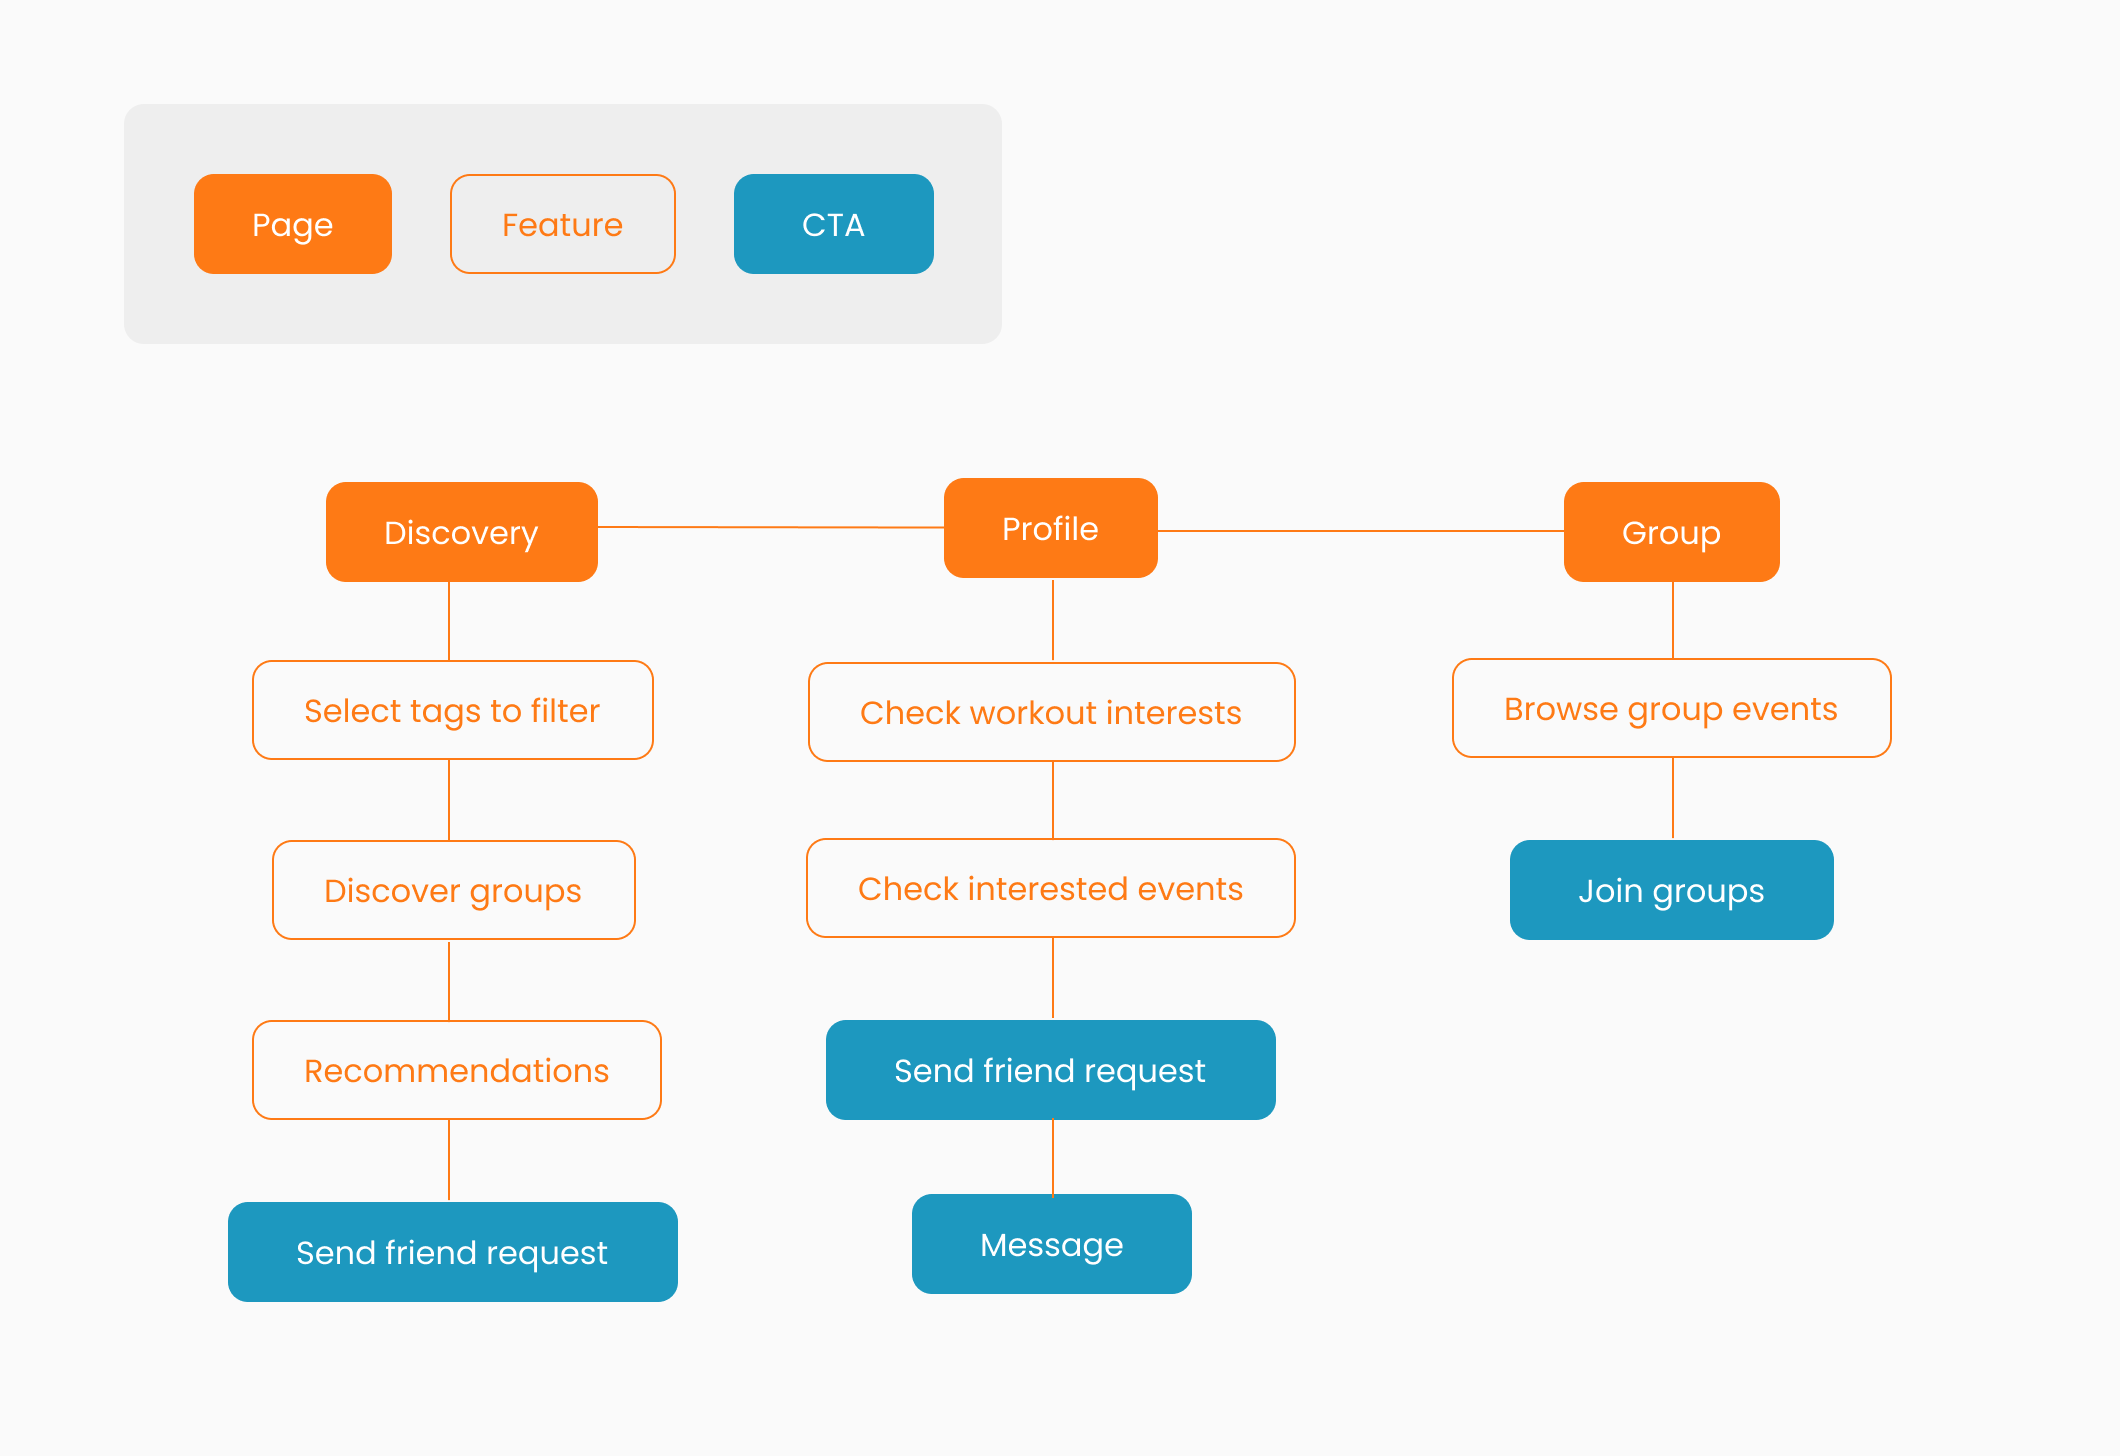 Page
Feature
CTA
Discovery
Profile
Group
Select tags to filter
Check workout interests
Browse group events
Discover groups
Check interested events
Join groups
Recommendations
Send friend request
Send friend request
Message